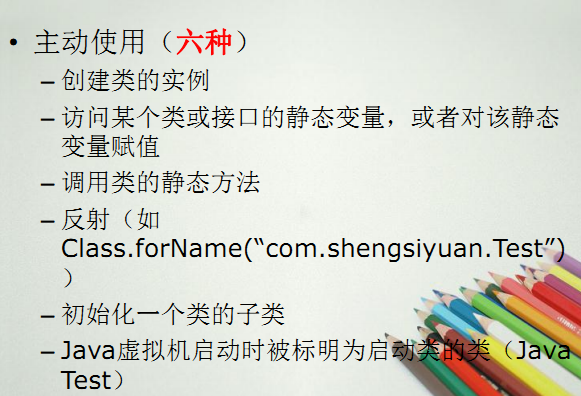 • 主动使用（六种）
– 创建类的实例
– 访问某个类或接口的静态变量，或者对该静态
变量赋值
– 调用类的静态方法
– 反射（如
Class.forName(“com.shengsiyuan.Test”)
）
– 初始化一个类的子类
– Java虚拟机启动时被标明为启动类的类（Java
Test）